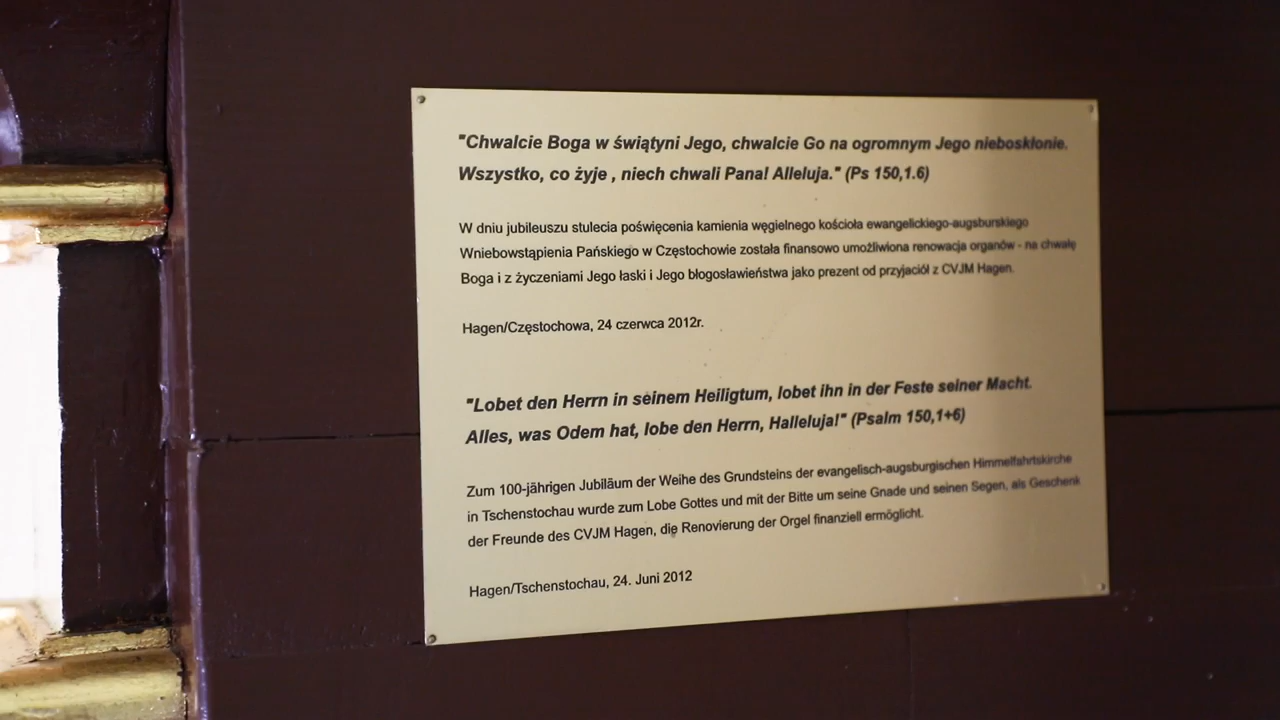 "Chwalcie Boga w świątyni Jego, chwalcie Go na ogromnym Jego nieboskłonie.
Wszystko, co żyje , niech chwali Pana! Alleluja." (Ps 150,1.6)
W dniu jubileuszu stulecia poświęcenia kamienia węgielnego kościoła ewangelickiego-augsburskiego
Wniebowstąpienia Pańskiego w Częstochowie została finansowo umożliwiona renowacja organów - na chwałę
Boga i z życzeniami Jego łaski i Jego błogosławieństwa jako prezent od przyjaciół z CVJM Hagen.
Hagen/Częstochowa, 24 czerwca 2012r.
"Lobet den Herrn in seinem Heiligtum, lobet ihn in der Feste seiner Macht.
Alles, was Odem hat, lobe den Herrn, Halleluja!" (Psalm 150,1+6)
Zum 100-jährigen Jubiläum der Weihe des Grundsteins der evangelisch-augsburgischen Himmelfahrtskirche
in Tschenstochau wurde zum Lobe Gottes und mit der Bitte um seine Gnade und seinen Segen, als Geschenk
der Freunde des CVJM Hagen, die Renovierung der Orgel finanziell ermöglicht.
Hagen/Tschenstochau, 24. Juni 2012